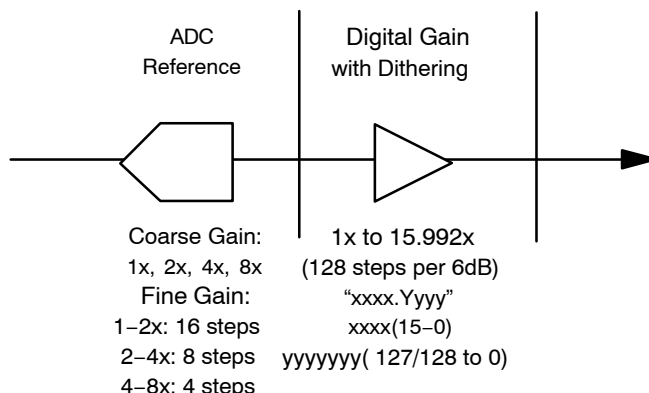 ADC
Reference
Digital Gain
with Dithering
Coarse Gain:
1x, 2x, 4x, 8x
Fine Gain:
1−2x: 16 steps
2−4x: 8 steps
4−8x: 4 steps
1x to 15.992x
(128 steps per 6dB)
“xxxx.Yyyy”
xxxx(15−0)
yyyyyyy( 127/128 to 0)